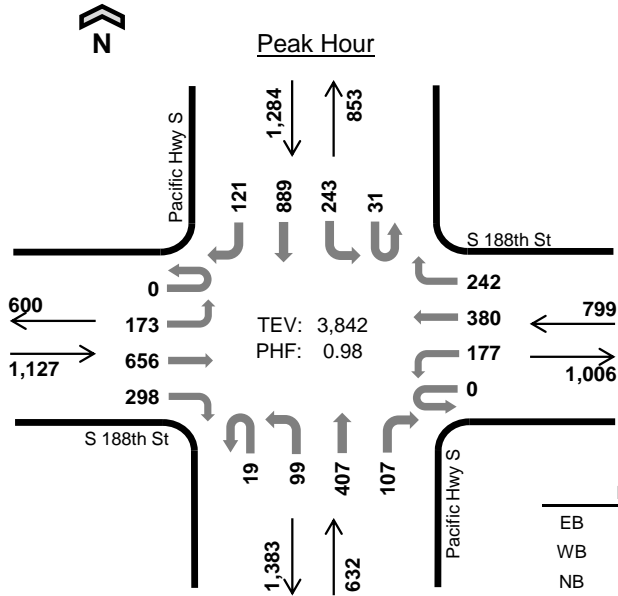 N
Peak Hour
Pacific Hwy S
1,284
853
121
889
243
31
S 188th St
0
242
600
173
TEV: 3,842
380
799
1,127
656
PHF: 0.98
177
1,006
298
0
S 188th St
19
99
407
107
Pacific Hwy S
1,383
632
EB
WB
NB